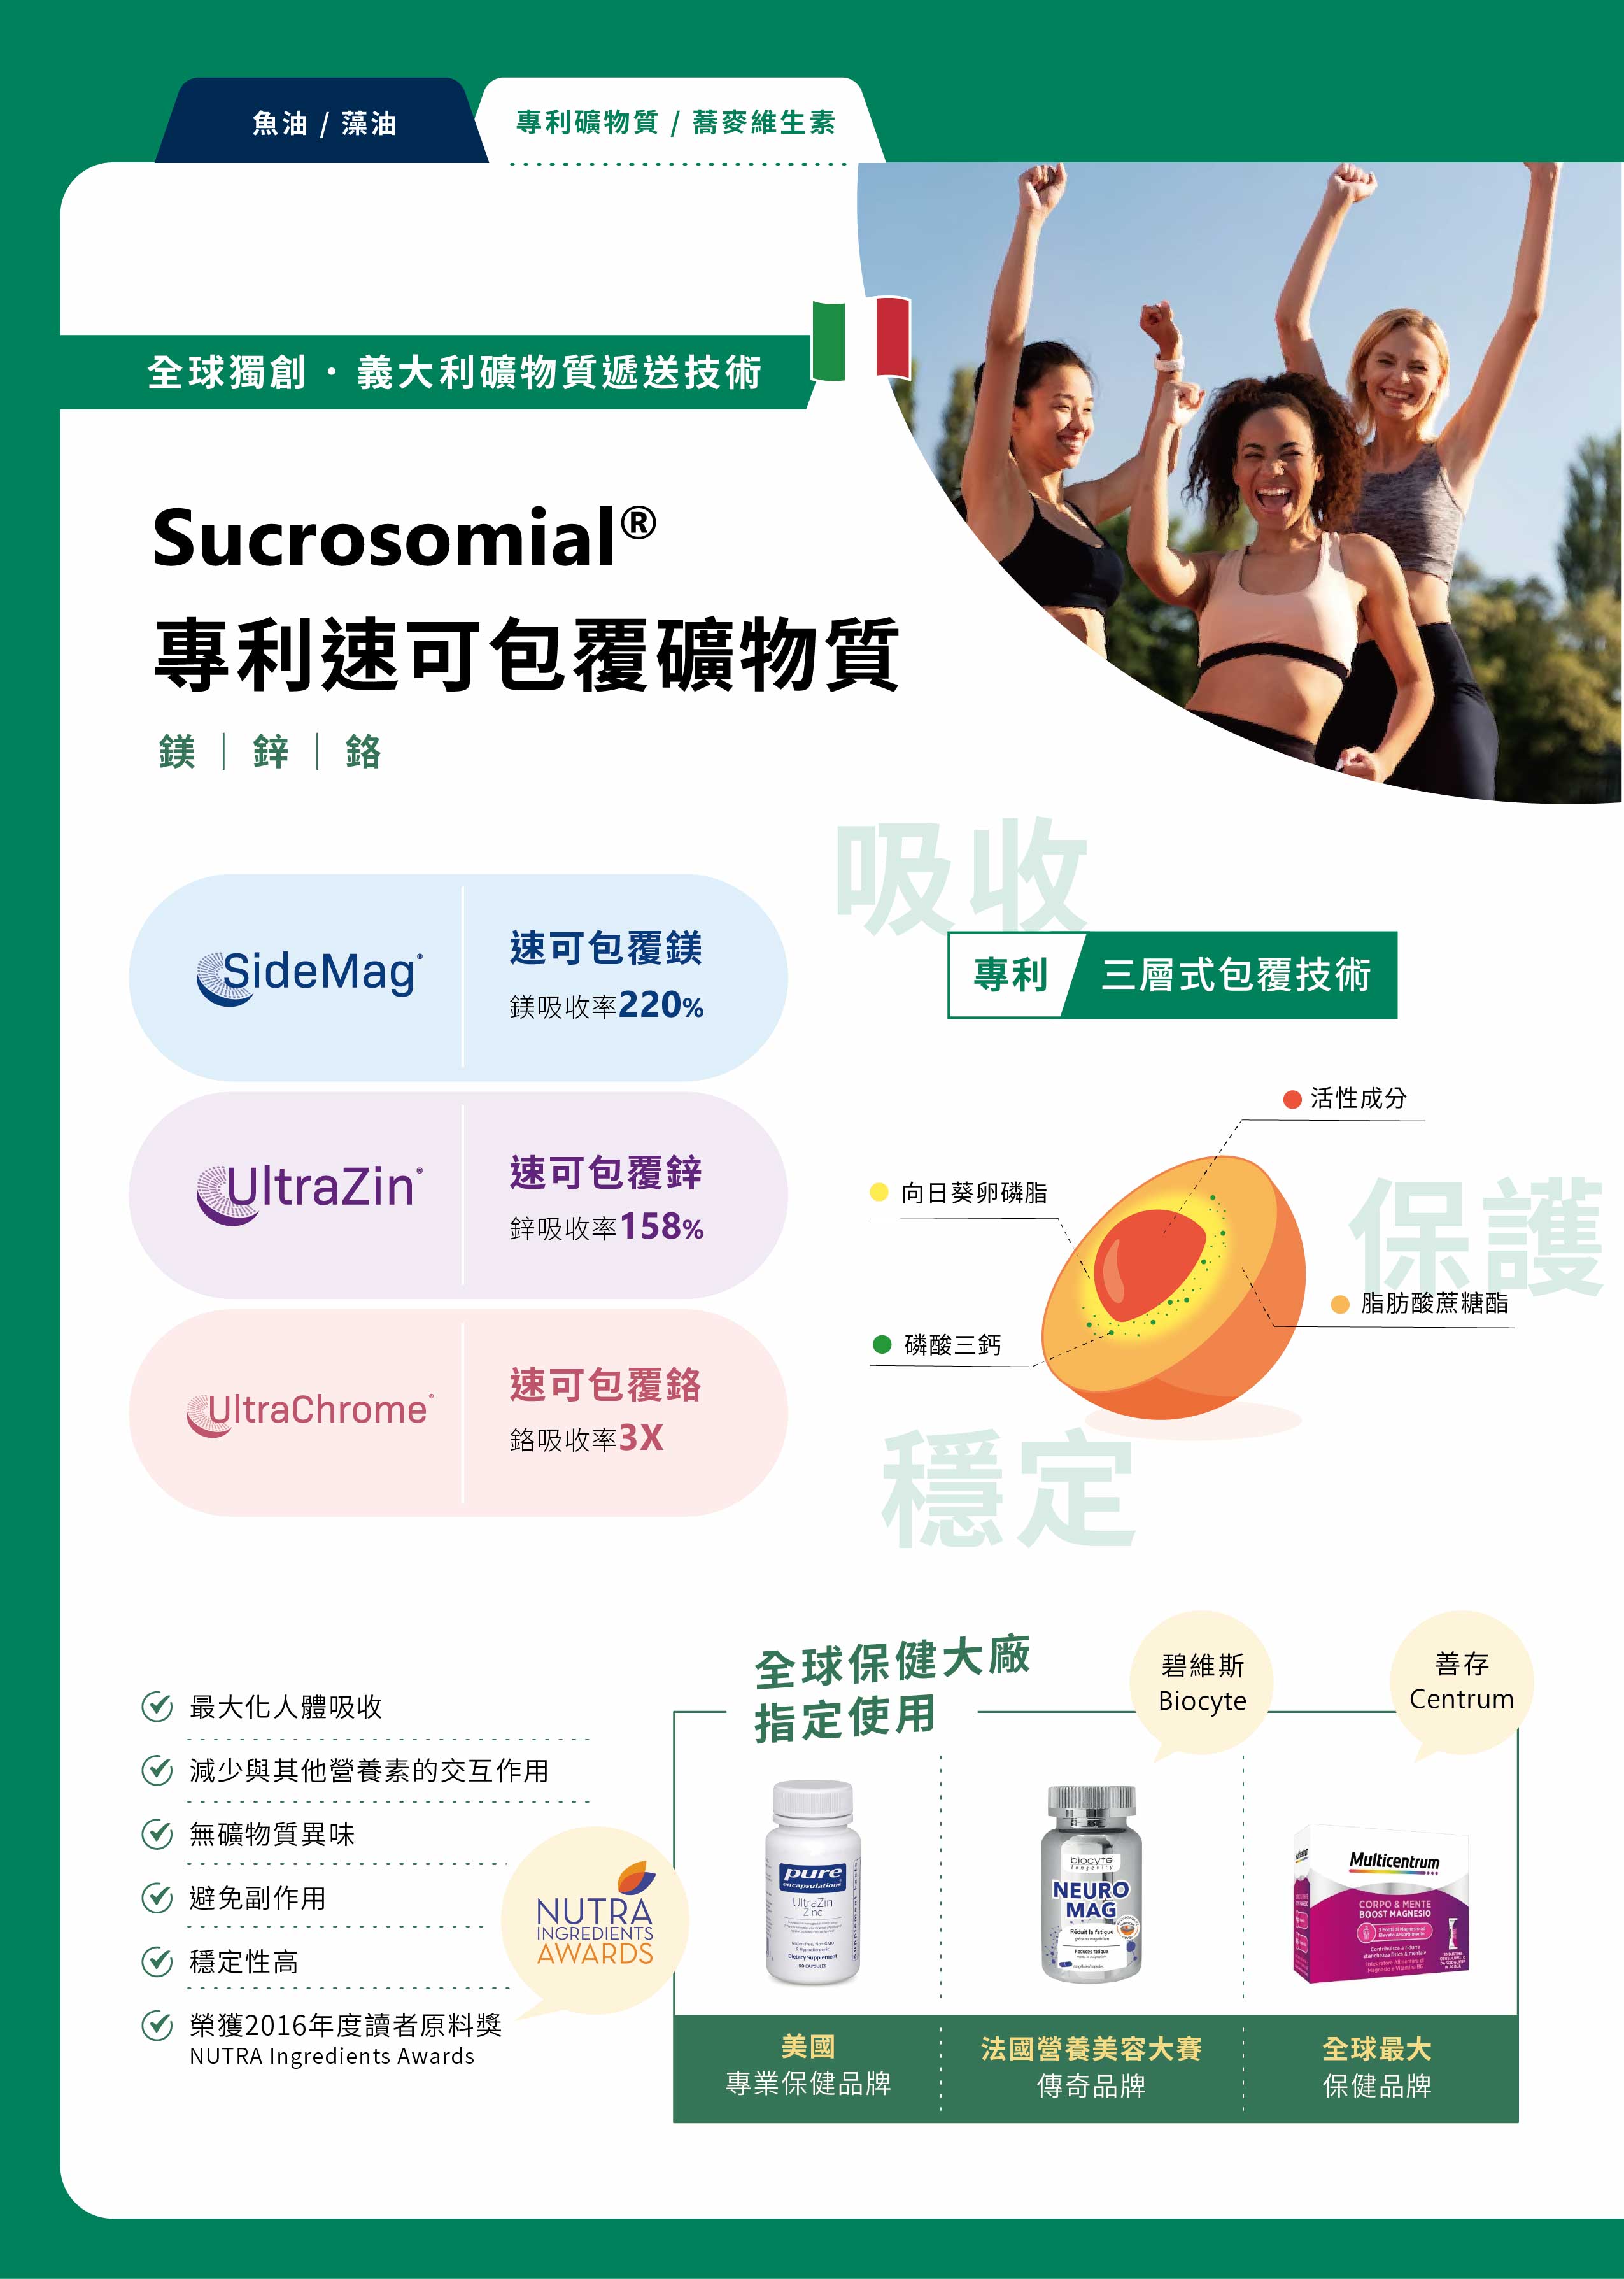 魚油 / 藻油
專利礦物質 / 蕎麥維生素
全球獨創・義大利礦物質遞送技術
Sucrosomial®
專利速可包覆礦物質
鎂｜鋅｜鉻
SideMag®
速可包覆鎂
鎂吸收率220%
UltraZin®
速可包覆鋅
鋅吸收率158%
UltraChrome®
速可包覆鉻
鉻吸收率3X
吸收
專利 三層式包覆技術
活性成分
向日葵卵磷脂
保護
脂肪酸蔗糖酯
磷酸三鈣
穩定
最大化人體吸收
減少與其他營養素的交互作用
無礦物質異味
避免副作用
穩定性高
榮獲2016年度讀者原料獎
NUTRA Ingredients Awards
NUTRA
INGREDIENTS
AWARDS
全球保健大廠
指定使用
碧維斯
Biocyte
善存
Centrum
pure
encapsulations
UltraZin
Zinc
Dietary Supplement
biocyte
longevity
NEURO
MAG
Réduit la fatigue
Reduces fatigue
Multicentrum
CORPO & MENTE
BOOST MAGNESIO
美國
專業保健品牌
法國營養美容大賽
傳奇品牌
全球最大
保健品牌